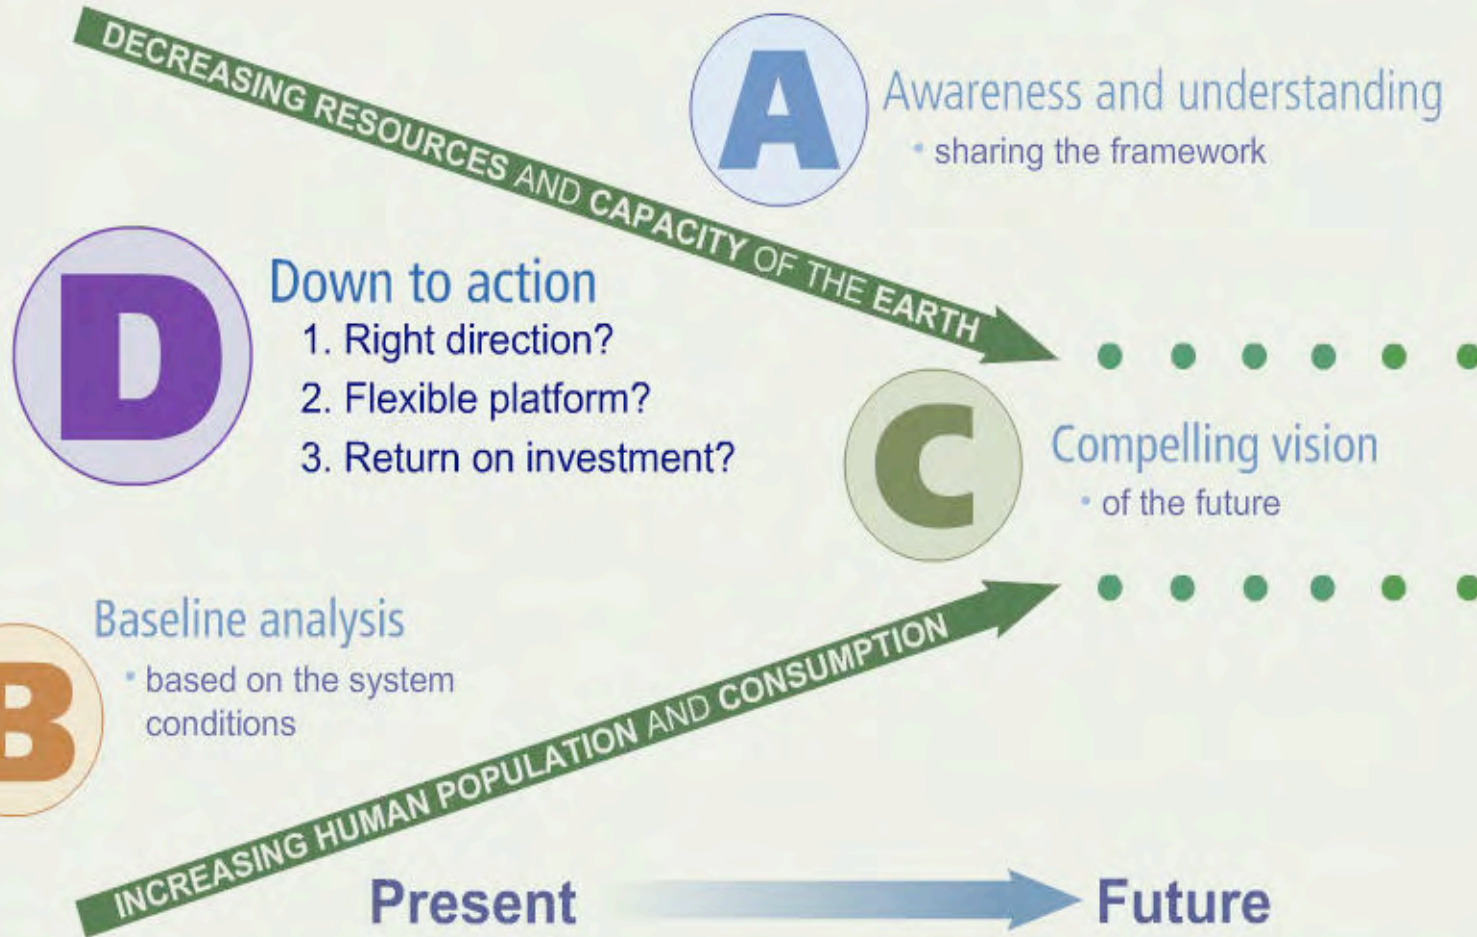 DECREASING RESOURCES AND CAPACITY OF THE EARTH
A
Awareness and understanding
• sharing the framework
D
Down to action
1. Right direction?
2. Flexible platform?
3. Return on investment?
C
Compelling vision
• of the future
B
Baseline analysis
• based on the system
conditions
INCREASING HUMAN POPULATION AND CONSUMPTION
Present
Future